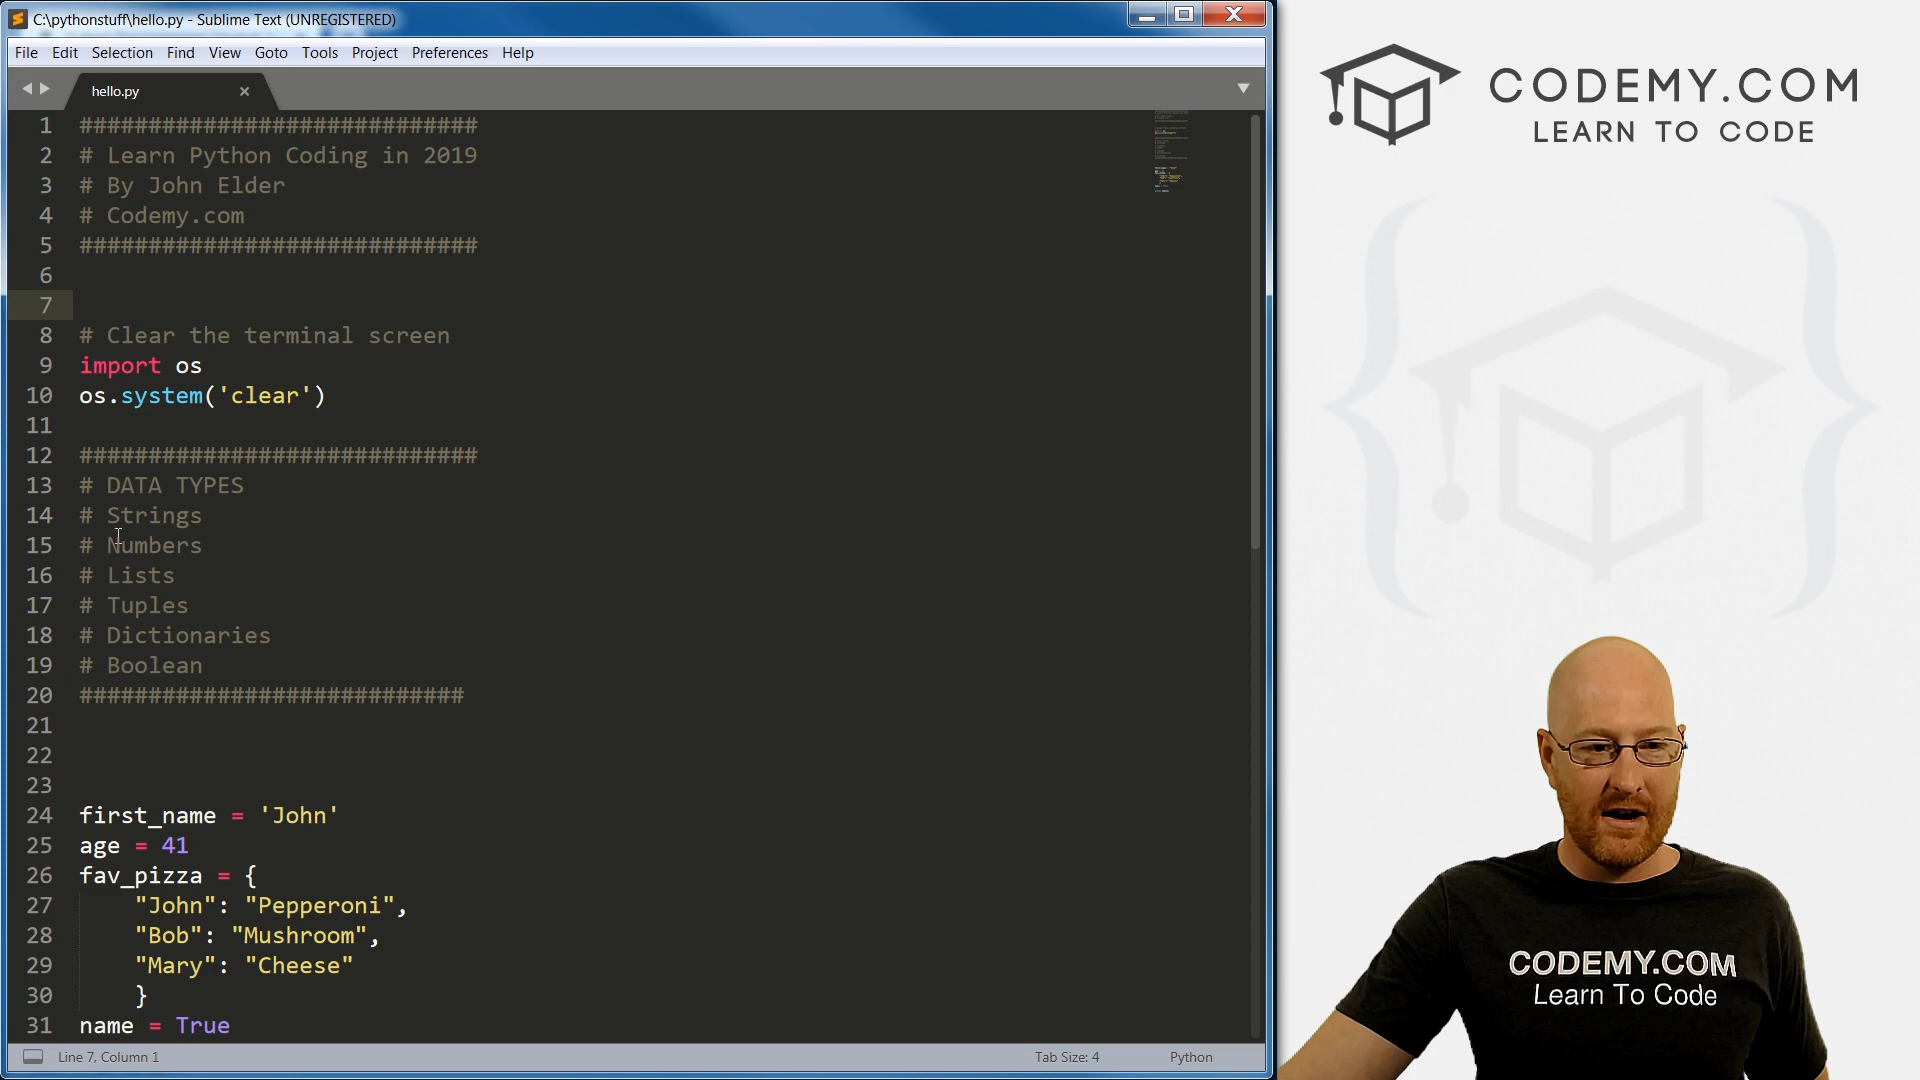 C:\pythonstuff\hello.py - Sublime Text (UNREGISTERED)
File Edit Selection Find View Goto Tools Project Preferences Help
hello.py
1 #############################
2 # Learn Python Coding in 2019
3 # By John Elder
4 # Codemy.com
5 #############################
6
7
8 # Clear the terminal screen
9 import os
10 os.system('clear')
11
12 #############################
13 # DATA TYPES
14 # Strings
15 # Numbers
16 # Lists
17 # Tuples
18 # Dictionaries
19 # Boolean
20 ############################
21
22
23
24 first_name = 'John'
25 age = 41
26 fav_pizza = {
27 "John": "Pepperoni",
28 "Bob": "Mushroom",
29 "Mary": "Cheese"
30 }
31 name = True
Line 7, Column 1
Tab Size: 4
Python
CODEMY.COM
LEARN TO CODE
CODEMY.COM
Learn To Code